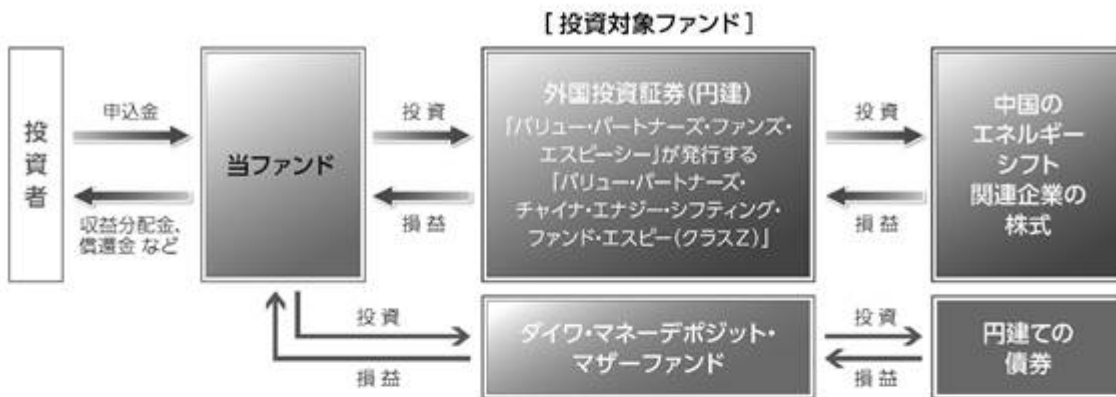 [投資対象ファンド]
投資者
申込金
収益分配金、
償還金 など
当ファンド
投 資
損 益
外国投資証券(円建)
「バリュー・パートナーズ・ファンズ・
エスピーシー」が発行する
「バリュー・パートナーズ・
チャイナ・エナジー・シフティング・
ファンド・エスピー(クラスZ)」
投 資
損 益
中国の
エネルギー
シフト
関連企業の
株式
投 資
損 益
ダイワ・マネーデポジット・
マザーファンド
投 資
損 益
円建ての
債券